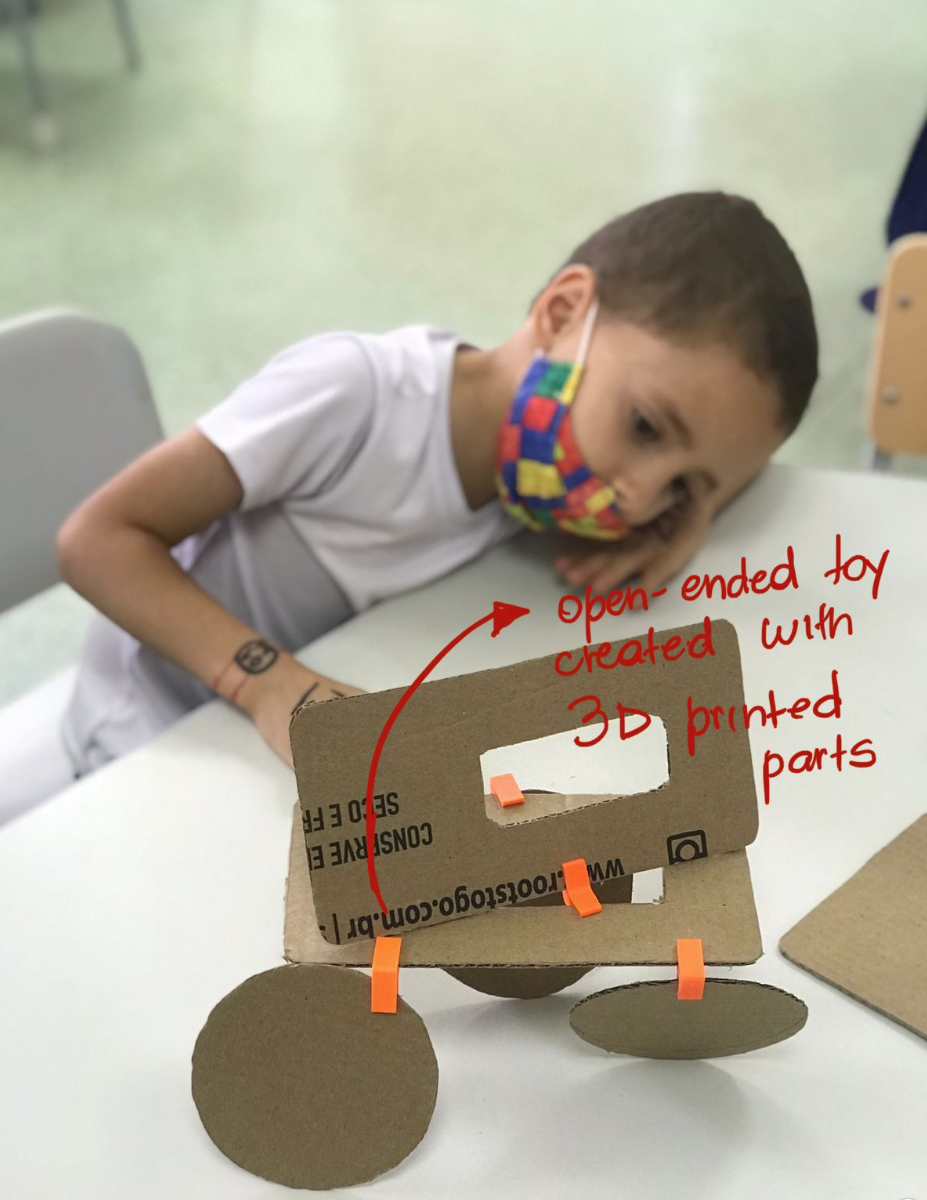 Open-ended toy
created with
3D printed
parts
SECO E FR
CONSERVE E
www.rootstogo.com.br |